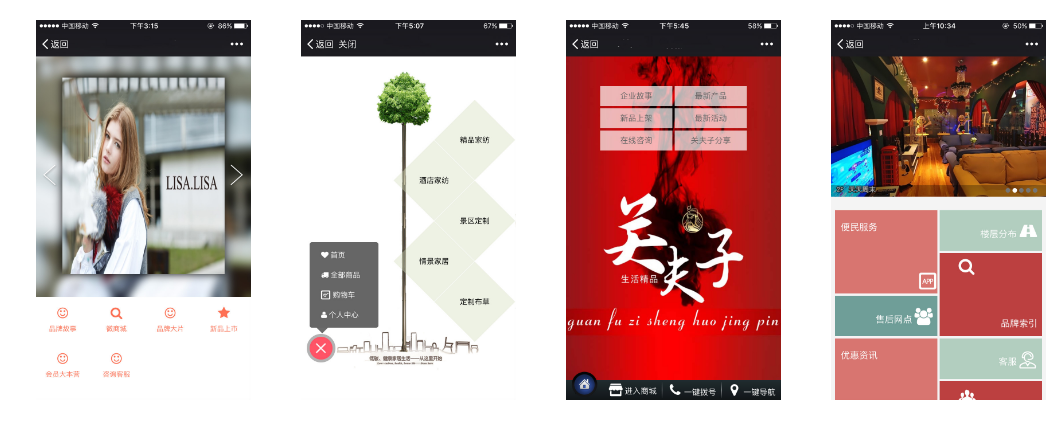 中国移动 下午3:15 86%
返回
LISA.LISA
品牌故事 微商城 品牌大片 新品上市
会员大本营 咨询客服
中国移动 下午5:07 67%
返回 关闭
精品家纺
酒店家纺
景区定制
情景家居
定制布草
首页
全部商品
购物车
个人中心
中国移动 下午5:45 58%
返回
企业故事 最新产品
新品上架 最新活动
在线咨询 关夫子分享
关夫子
生活精品
guan fu zi sheng huo jing pin
进入商城 一键拨号 一键导航
中国移动 上午10:34 50%
返回
便民服务
楼层分布
APP
售后网点
品牌索引
优惠资讯
客服